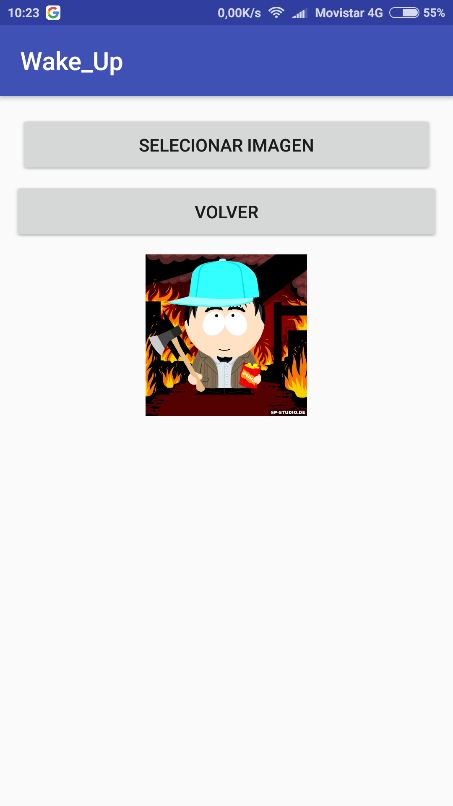 10:23 G 0,00K/s Movistar 4G 55%
Wake_Up
SELECIONAR IMAGEN
VOLVER
SP-STUDIO.DE